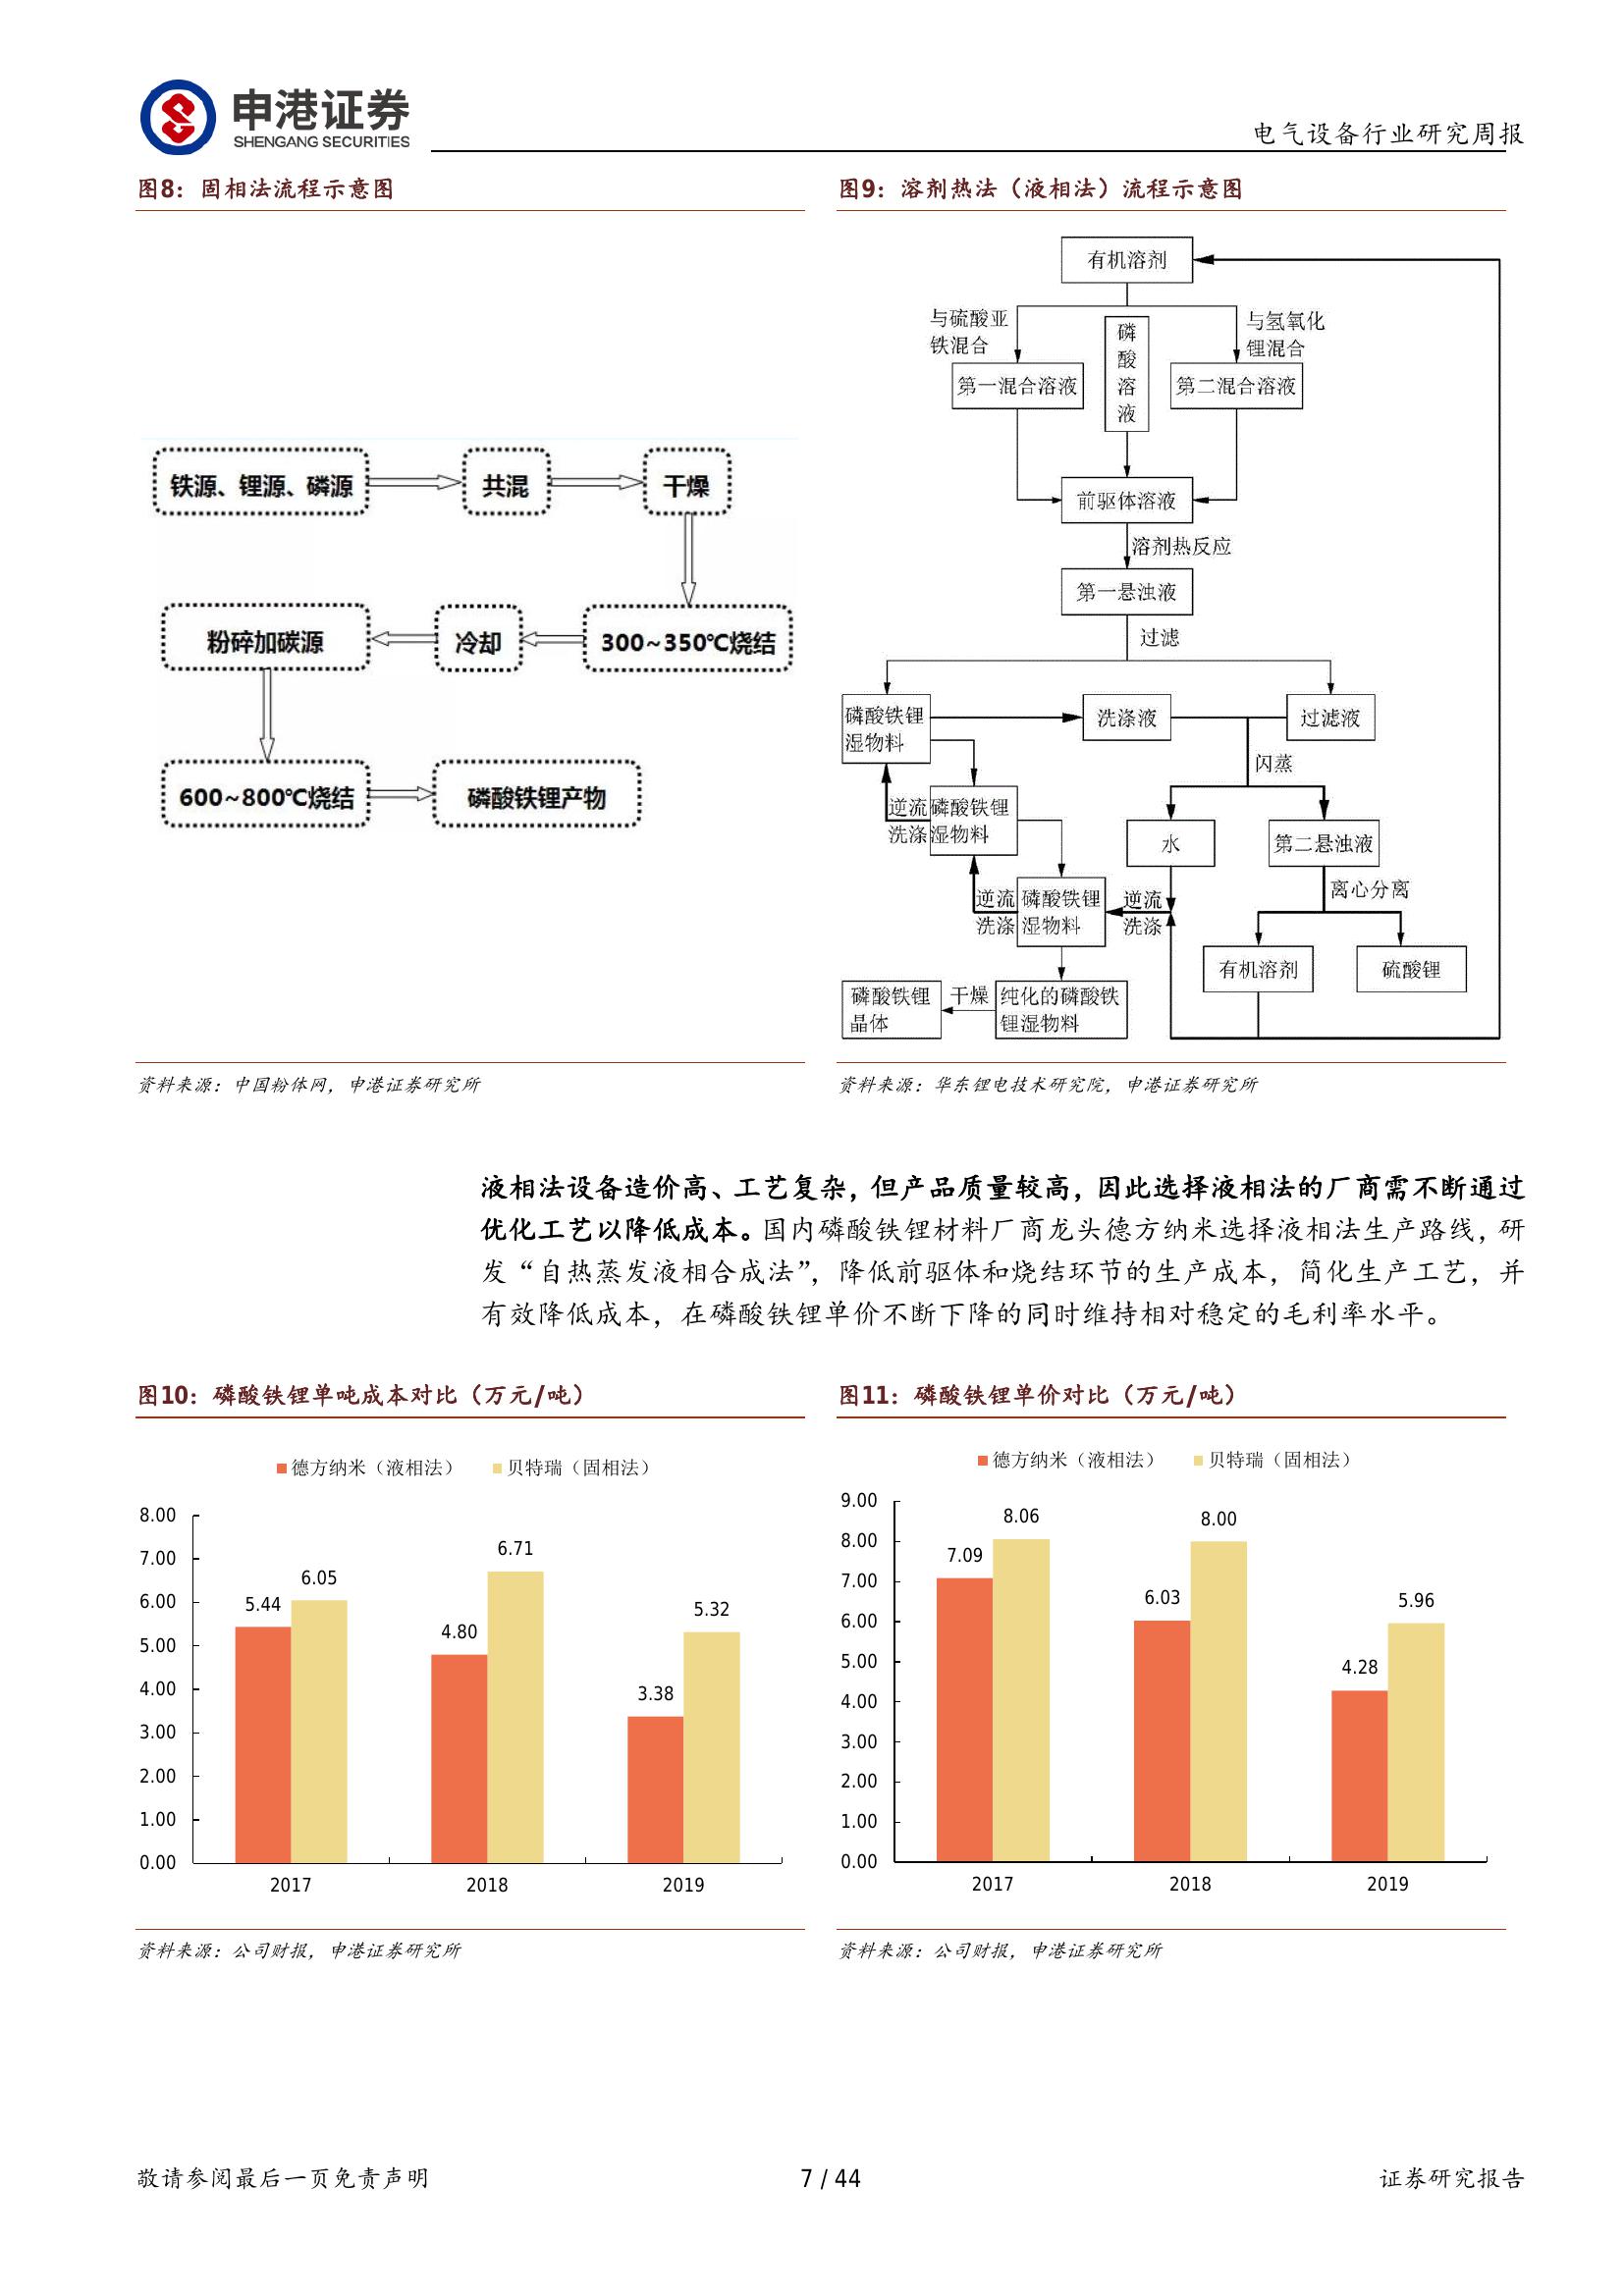 申港证券
SHENGANG SECURITIES
电气设备行业研究周报
图8：固相法流程示意图
铁源、锂源、磷源
共混
干燥
300~350℃烧结
冷却
粉碎加碳源
600~800℃烧结
磷酸铁锂产物
资料来源：中国粉体网，申港证券研究所
图9：溶剂热法（液相法）流程示意图
有机溶剂
与硫酸亚
铁混合
磷
酸
溶
液
与氢氧化
锂混合
第一混合溶液
第二混合溶液
前驱体溶液
溶剂热反应
第一悬浊液
过滤
磷酸铁锂
湿物料
洗涤液
过滤液
闪蒸
逆流
洗涤
磷酸铁锂
湿物料
水
第二悬浊液
离心分离
逆流
洗涤
磷酸铁锂
湿物料
逆流
洗涤
有机溶剂
硫酸锂
磷酸铁锂
晶体
干燥
纯化的磷酸铁
锂湿物料
资料来源：华东锂电技术研究院，申港证券研究所
液相法设备造价高、工艺复杂，但产品质量较高，因此选择液相法的厂商需不断通过
优化工艺以降低成本。国内磷酸铁锂材料厂商龙头德方纳米选择液相法生产路线，研
发“自热蒸发液相合成法”，降低前驱体和烧结环节的生产成本，简化生产工艺，并
有效降低成本，在磷酸铁锂单价不断下降的同时维持相对稳定的毛利率水平。
图10：磷酸铁锂单吨成本对比（万元/吨）
德方纳米（液相法） 贝特瑞（固相法）
8.00
7.00
6.00
5.00
4.00
3.00
2.00
1.00
0.00
5.44
6.05
4.80
6.71
3.38
5.32
2017 2018 2019
资料来源：公司财报，申港证券研究所
图11：磷酸铁锂单价对比（万元/吨）
德方纳米（液相法） 贝特瑞（固相法）
9.00
8.00
7.00
6.00
5.00
4.00
3.00
2.00
1.00
0.00
7.09
8.06
6.03
8.00
4.28
5.96
2017 2018 2019
资料来源：公司财报，申港证券研究所
敬请参阅最后一页免责声明
7 / 44
证券研究报告